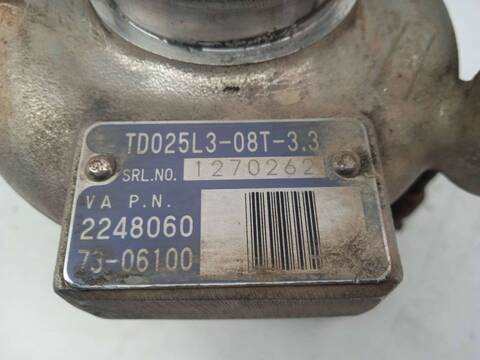 TD025L3-08T-3.3
SRL.NO. 1270262
VA P.N.
2248060
73-06100